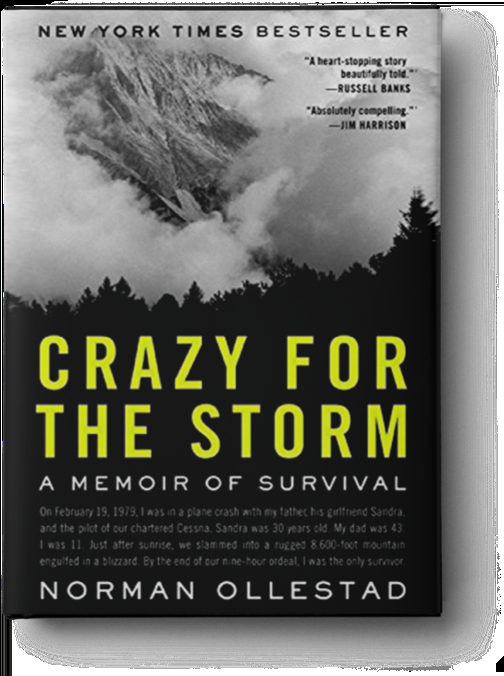 NEW YORK TIMES BESTSELLER
"A heart-stopping story
beautifully told."
—RUSSELL BANKS
"Absolutely compelling."
—JIM HARRISON
CRAZY FOR
THE STORM
A MEMOIR OF SURVIVAL
On February 19, 1979, I was in a plane crash with my father, his girlfriend Sandra,
and the pilot of our chartered Cessna. Sandra was 30 years old. My dad was 43.
I was 11. Just after sunrise, we slammed into a rugged 8,600-foot mountain
engulfed in a blizzard. By the end of our nine-hour ordeal, I was the only survivor.
NORMAN OLLESTAD